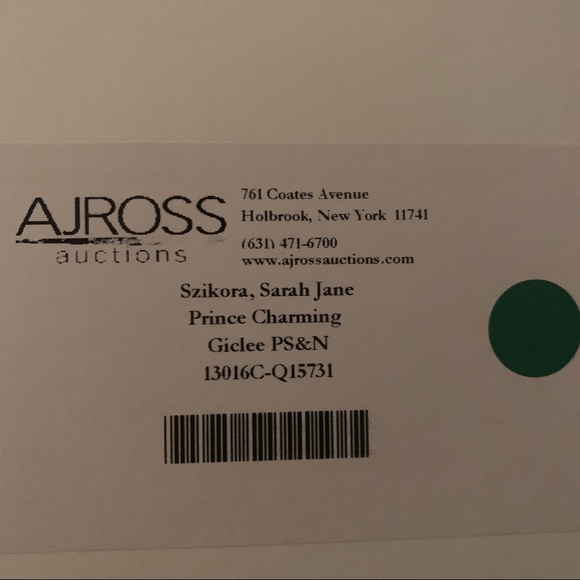 AJROSS
auctions
761 Coates Avenue
Holbrook, New York 11741
(631) 471-6700
www.ajrossauctions.com
Szikora, Sarah Jane
Prince Charming
Giclee PS&N
13016C-Q15731